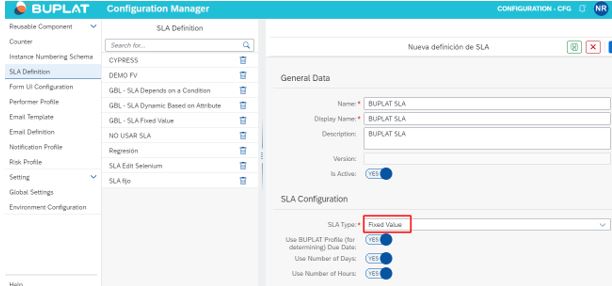 BUPLAT Configuration Manager CONFIGURATION - CFG NR
Reusable Component
Counter
Instance Numbering Schema
SLA Definition
Form UI Configuration
Performer Profile
Email Template
Email Definition
Notification Profile
Risk Profile
Setting
Global Settings
Environment Configuration
Help
SLA Definition
Search for...
CYPRESS
DEMO FV
GBL - SLA Depends on a Condition
GBL - SLA Dynamic Based on Attribute
GBL - SLA Fixed Value
NO USAR SLA
Regresión
SLA Edit Selenium
SLA fijo
Nueva definición de SLA
General Data
Name:* BUPLAT SLA
Display Name:* BUPLAT SLA
Description: BUPLAT SLA
Version:
Is Active: YES
SLA Configuration
SLA Type:* Fixed Value
Use BUPLAT Profile (for
determining) Due Date: YES
Use Number of Days: YES
Use Number of Hours: YES